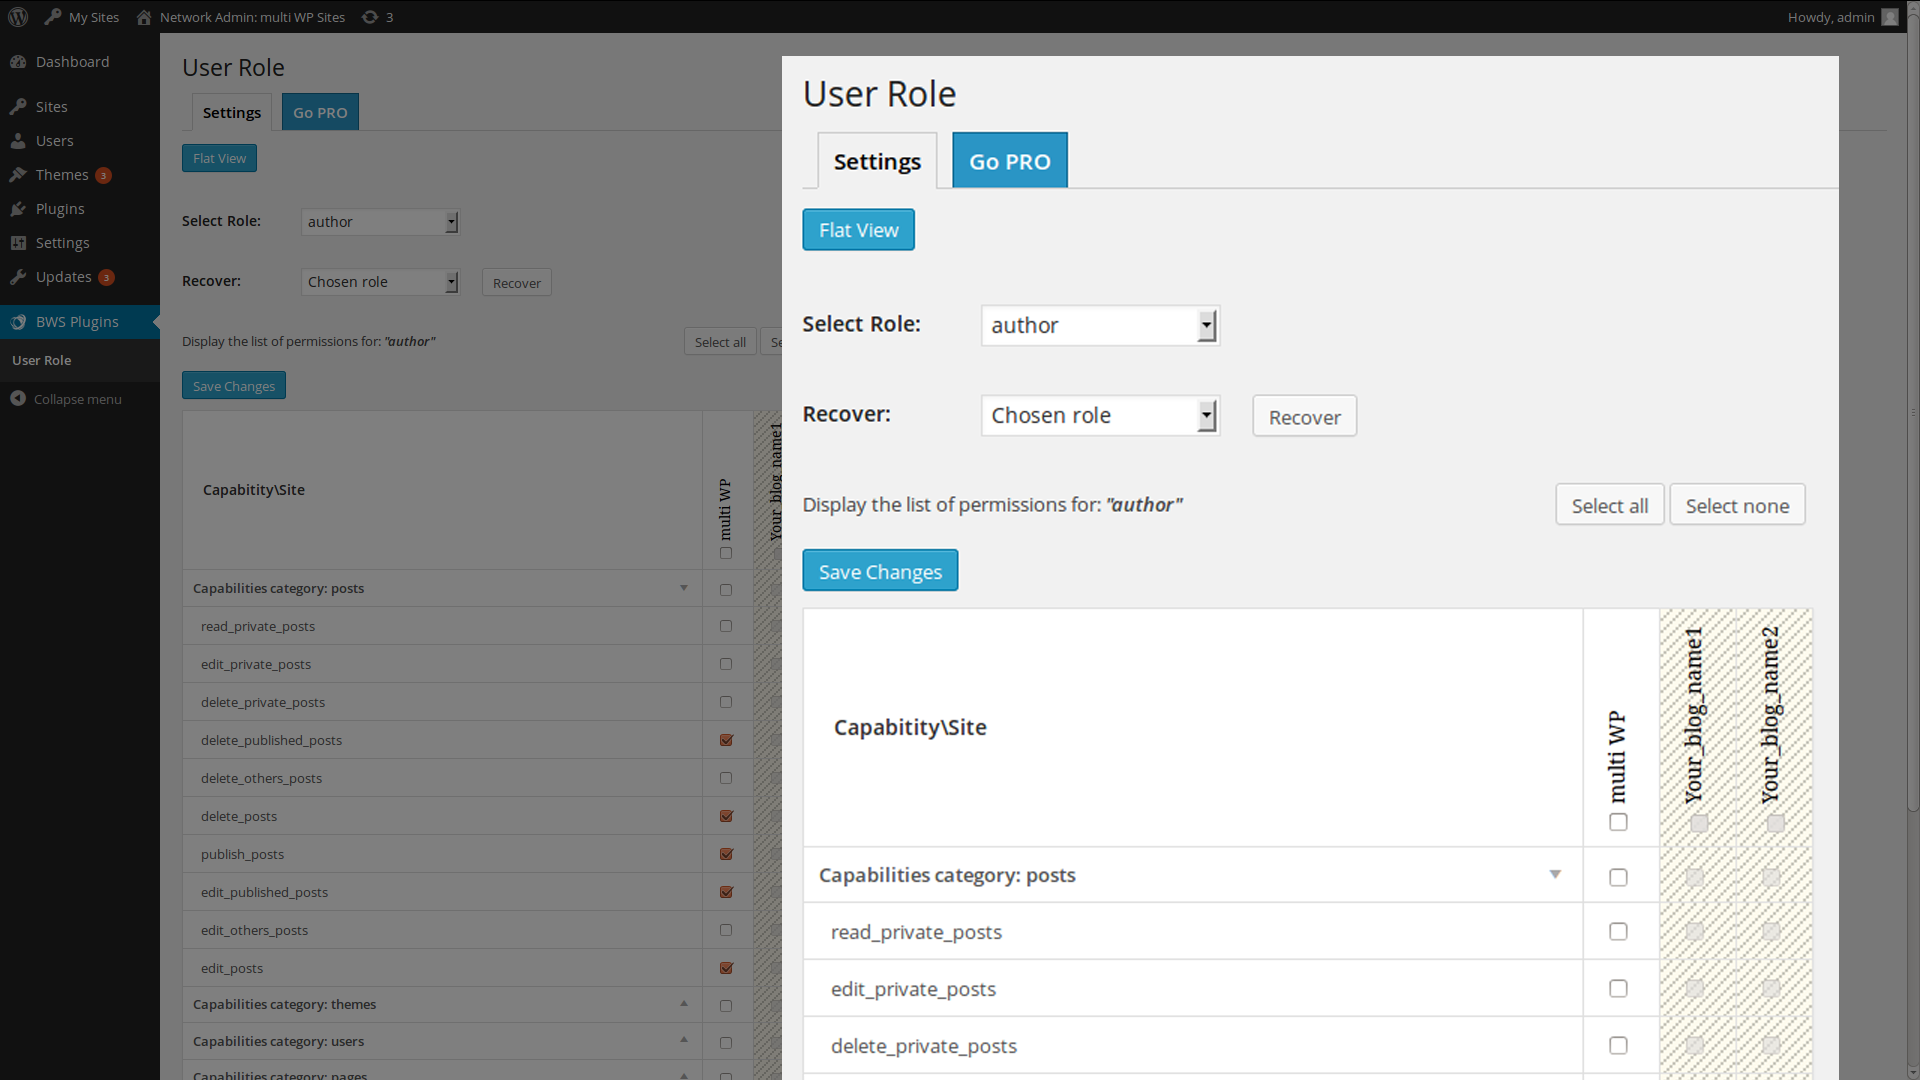 My Sites Network Admin: multi WP Sites 3 Howdy, admin
Dashboard
Sites
Users
Themes 3
Plugins
Settings
Updates 3
BWS Plugins
User Role
Collapse menu
User Role
Settings Go PRO
Flat View
Select Role: author
Recover: Chosen role Recover
Display the list of permissions for: "author" Select all Se
Save Changes
Capabitity\Site multi WP Your_blog_name1
Capabilities category: posts
read_private_posts
edit_private_posts
delete_private_posts
delete_published_posts
delete_others_posts
delete_posts
publish_posts
edit_published_posts
edit_others_posts
edit_posts
Capabilities category: themes
Capabilities category: users
Capabilities category: pages
User Role
Settings Go PRO
Flat View
Select Role: author
Recover: Chosen role Recover
Display the list of permissions for: "author" Select all Select none
Save Changes
Capabitity\Site multi WP Your_blog_name1 Your_blog_name2
Capabilities category: posts
read_private_posts
edit_private_posts
delete_private_posts